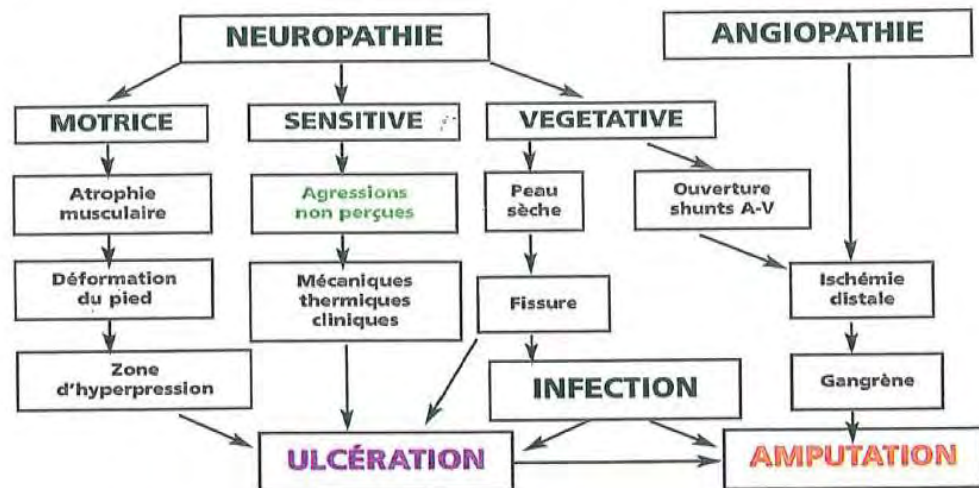 NEUROPATHIE
ANGIOPATHIE
MOTRICE
SENSITIVE
VEGETATIVE
Atrophie
musculaire
Agressions
non perçues
Peau
sèche
Ouverture
shunts A-V
Déformation
du pied
Mécaniques
thermiques
cliniques
Fissure
Ischémie
distale
Zone
d'hyperpression
INFECTION
Gangrène
ULCÉRATION
AMPUTATION